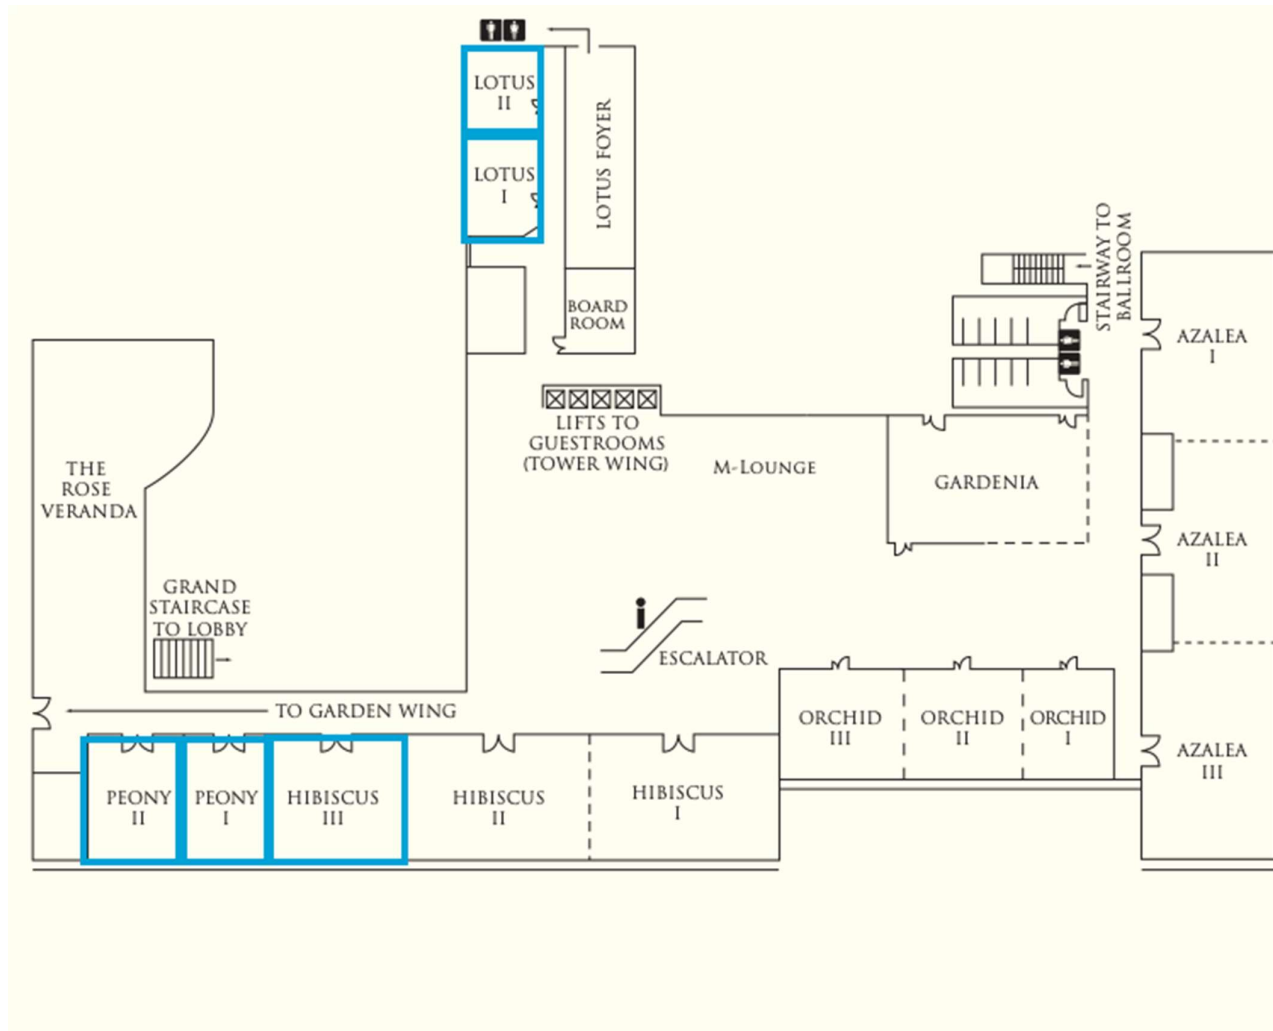 LOTUS
II
LOTUS
I
LOTUS FOYER
BOARD
ROOM
STAIRWAY TO
BALLROOM
AZALEA
I
LIFTS TO
GUESTROOMS
(TOWER WING)
M-LOUNGE
GARDENIA
THE
ROSE
VERANDA
AZALEA
II
GRAND
STAIRCASE
TO LOBBY
i
ESCALATOR
TO GARDEN WING
ORCHID
III
ORCHID
II
ORCHID
I
AZALEA
III
PEONY
II
PEONY
I
HIBISCUS
III
HIBISCUS
II
HIBISCUS
I